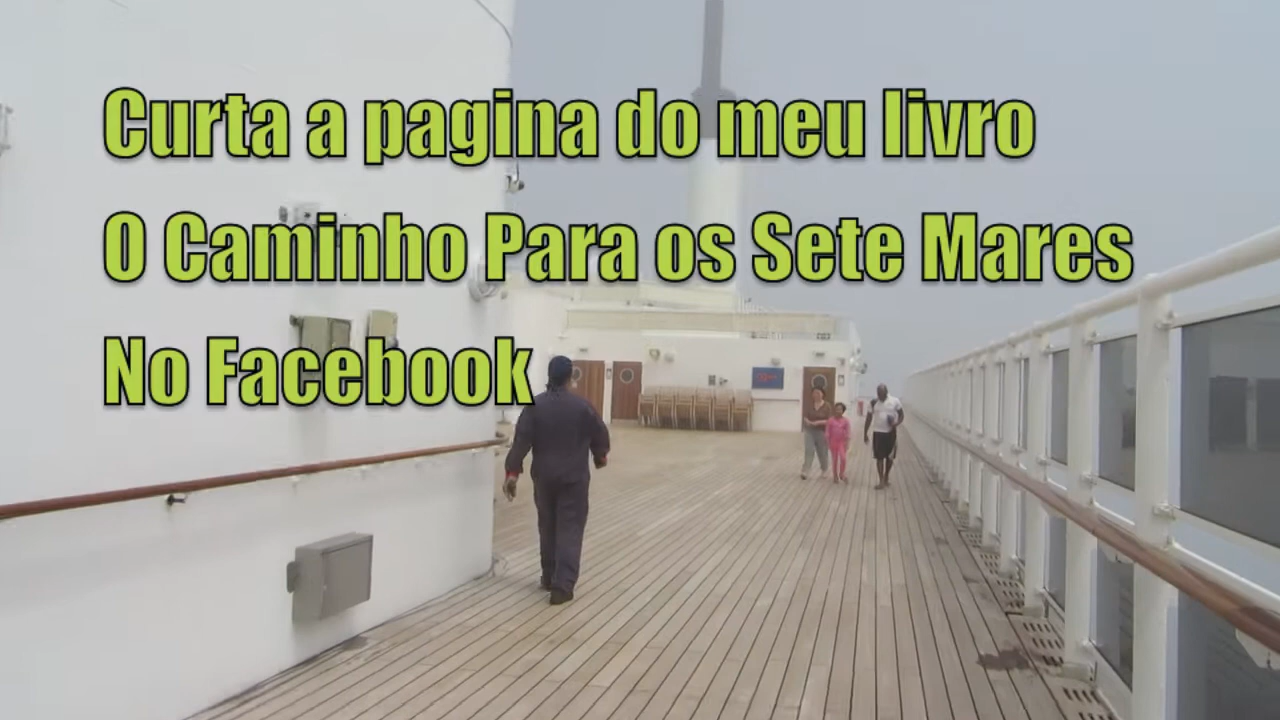 Curta a pagina do meu livro
O Caminho Para os Sete Mares
No Facebook